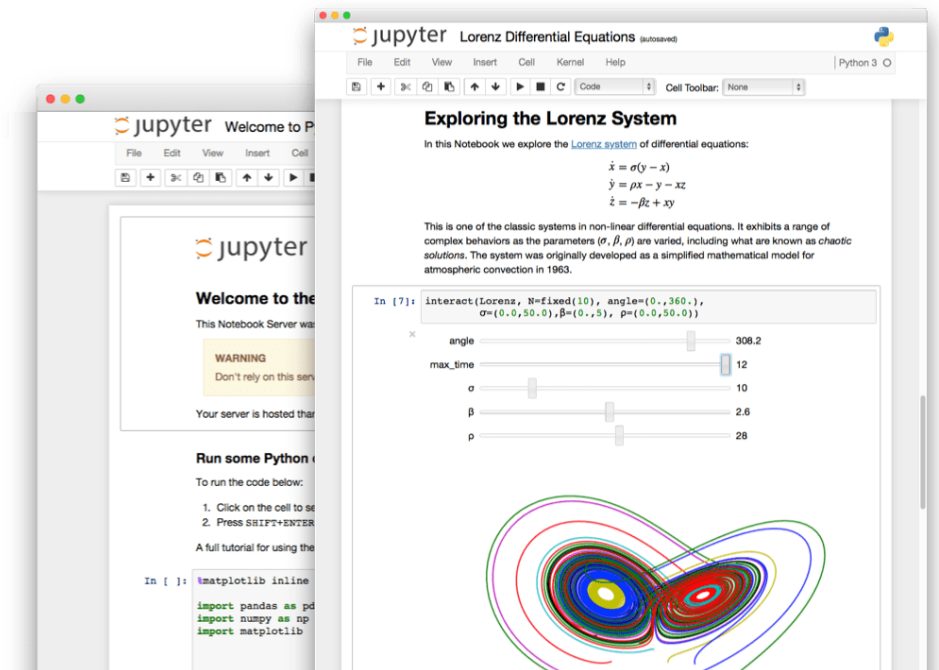 jupyter Lorenz Differential Equations (autosaved)
File Edit View Insert Cell Kernel Help Python 3
Code Cell Toolbar: None
Exploring the Lorenz System
In this Notebook we explore the Lorenz system of differential equations:
ẋ = σ(y − x)
ẏ = ρx − y − xz
ż = −βz + xy
This is one of the classic systems in non-linear differential equations. It exhibits a range of
complex behaviors as the parameters (σ, β, ρ) are varied, including what are known as chaotic
solutions. The system was originally developed as a simplified mathematical model for
atmospheric convection in 1963.
In [7]: interact(Lorenz, N=fixed(10), angle=(0.,360.),
σ=(0.0,50.0),β=(0.,5), ρ=(0.0,50.0))
angle 308.2
max_time 12
σ 10
β 2.6
ρ 28
jupyter Welcome to P
File Edit View Insert Cell
jupyter
Welcome to the
This Notebook Server was
WARNING
Don't rely on this serv
Your server is hosted than
Run some Python
To run the code below:
1. Click on the cell to se
2. Press SHIFT+ENTER
A full tutorial for using the
In [ ]: %matplotlib inline
import pandas as pd
import numpy as np
import matplotlib